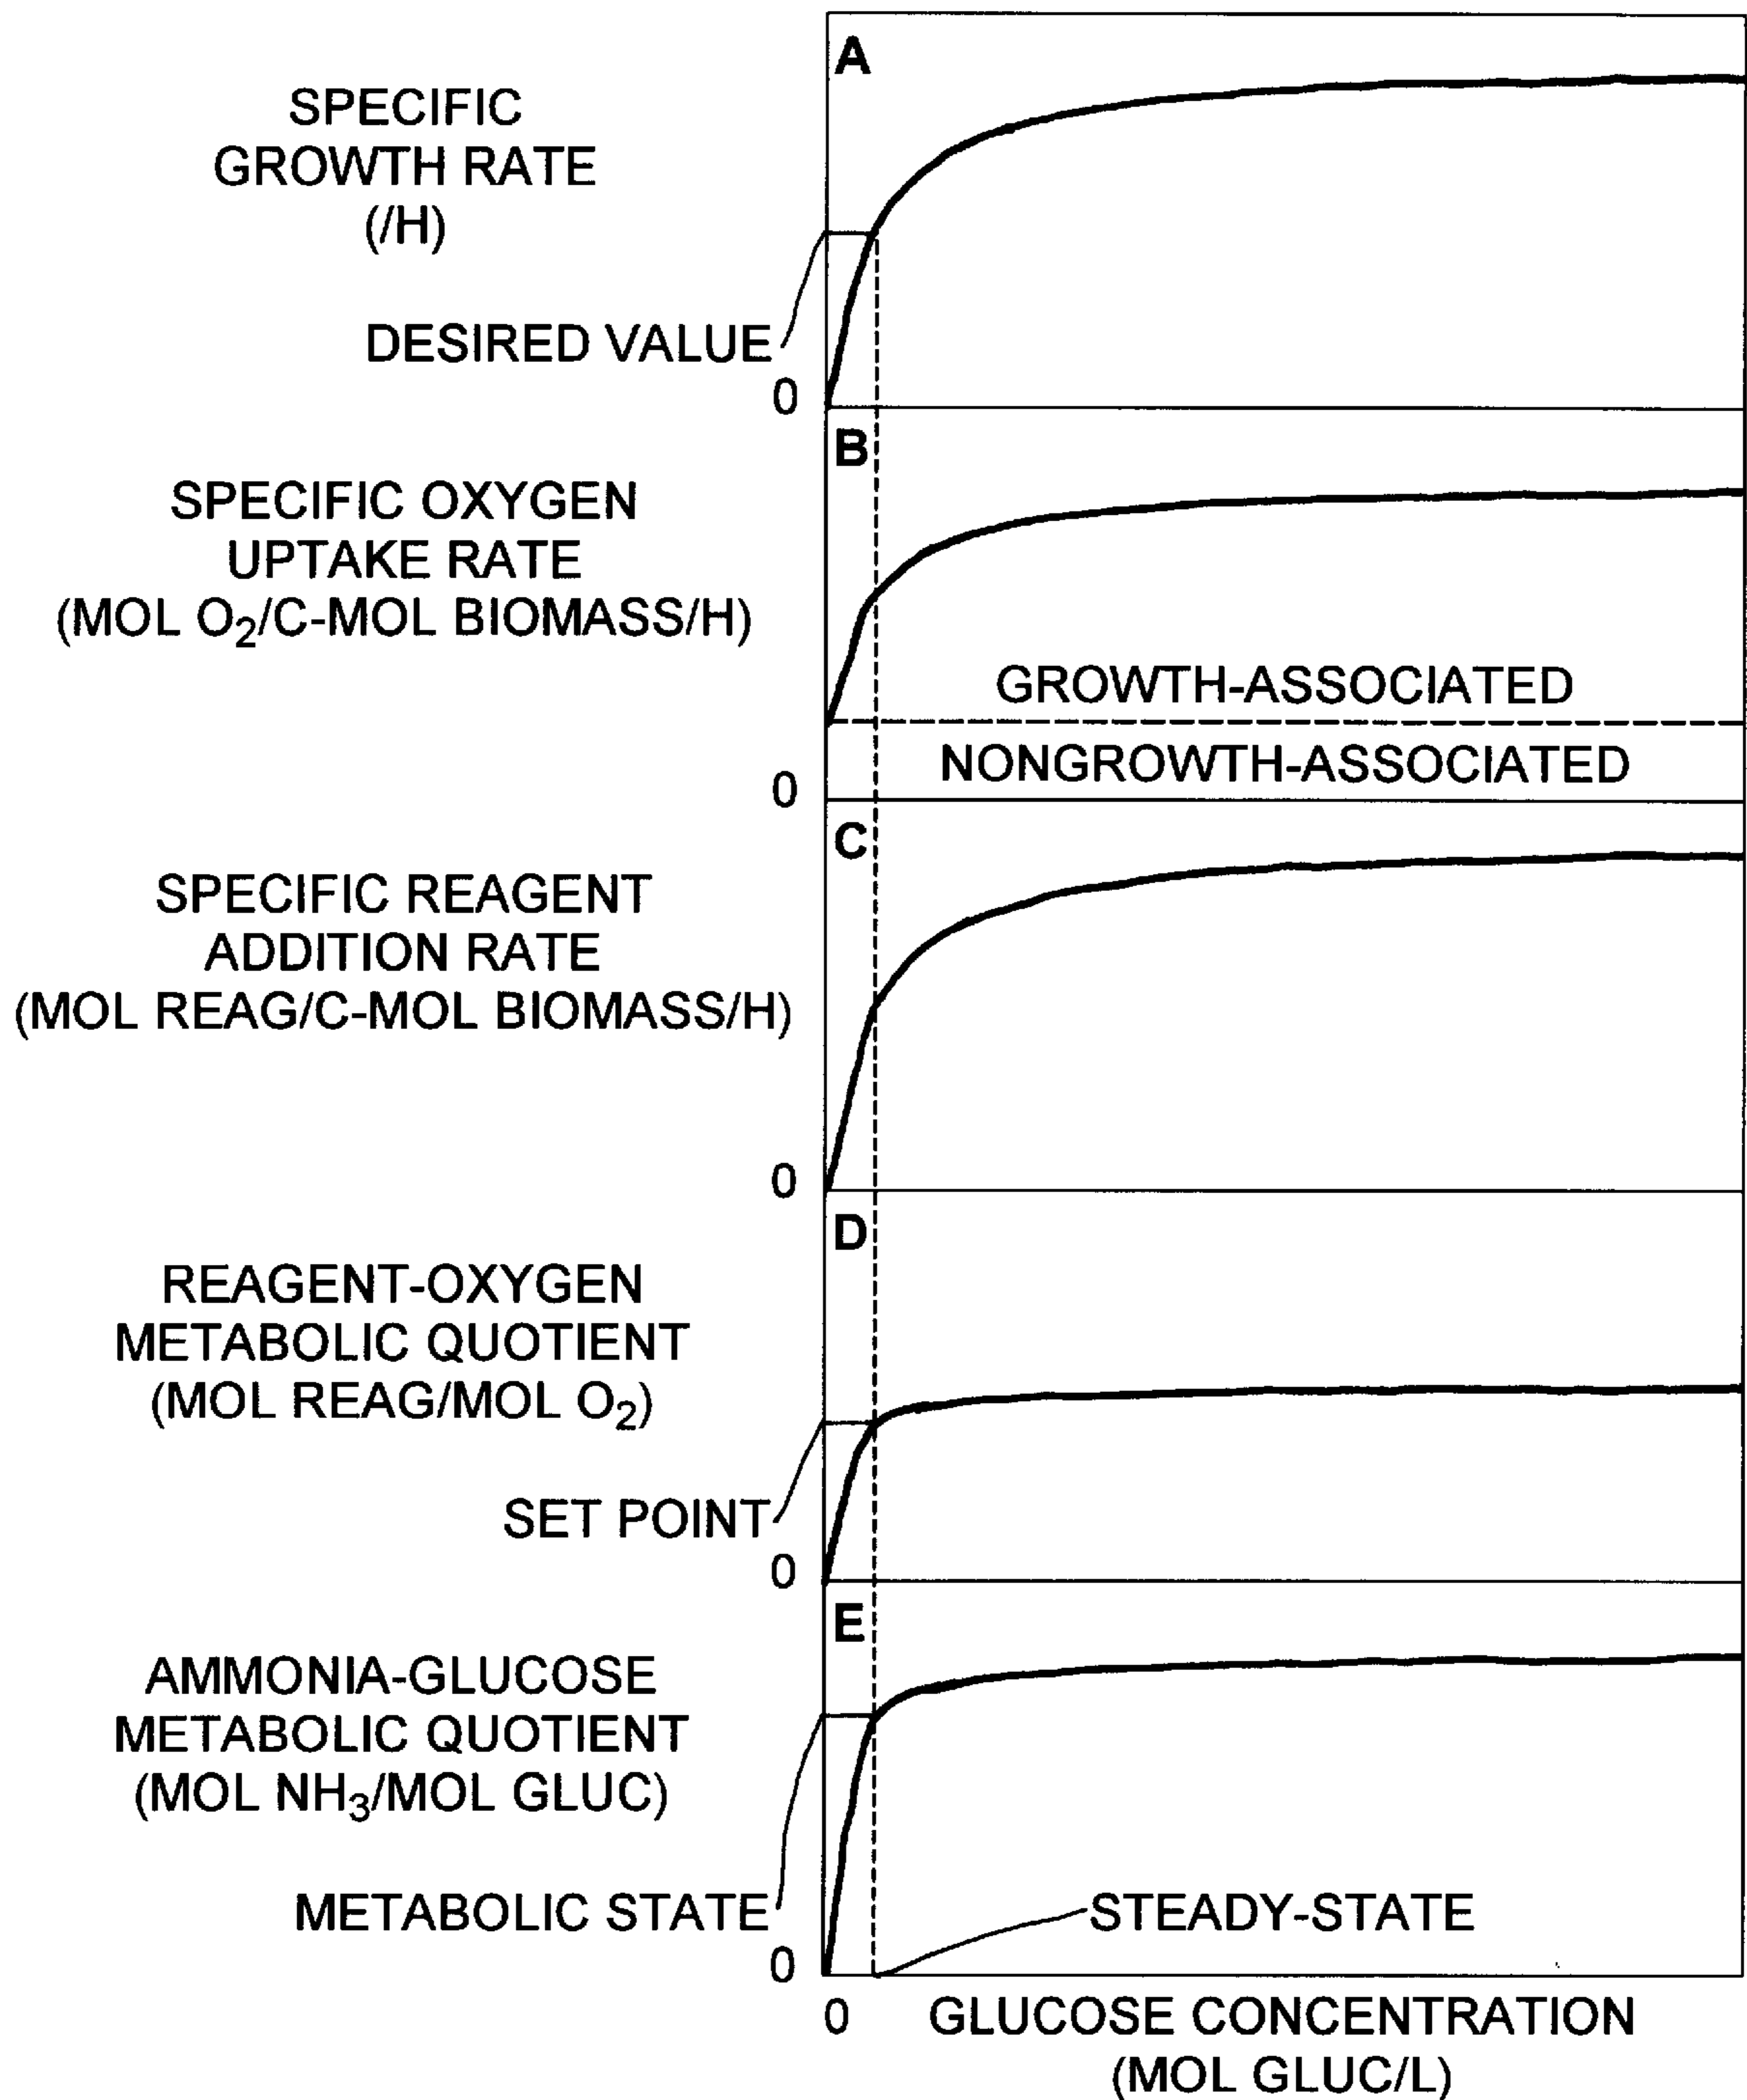 A
SPECIFIC
GROWTH RATE
(/H)
DESIRED VALUE
0
B
SPECIFIC OXYGEN
UPTAKE RATE
(MOL O₂/C-MOL BIOMASS/H)
GROWTH-ASSOCIATED
NONGROWTH-ASSOCIATED
0
C
SPECIFIC REAGENT
ADDITION RATE
(MOL REAG/C-MOL BIOMASS/H)
0
D
REAGENT-OXYGEN
METABOLIC QUOTIENT
(MOL REAG/MOL O₂)
SET POINT
0
E
AMMONIA-GLUCOSE
METABOLIC QUOTIENT
(MOL NH₃/MOL GLUC)
METABOLIC STATE
STEADY-STATE
0
0
GLUCOSE CONCENTRATION
(MOL GLUC/L)